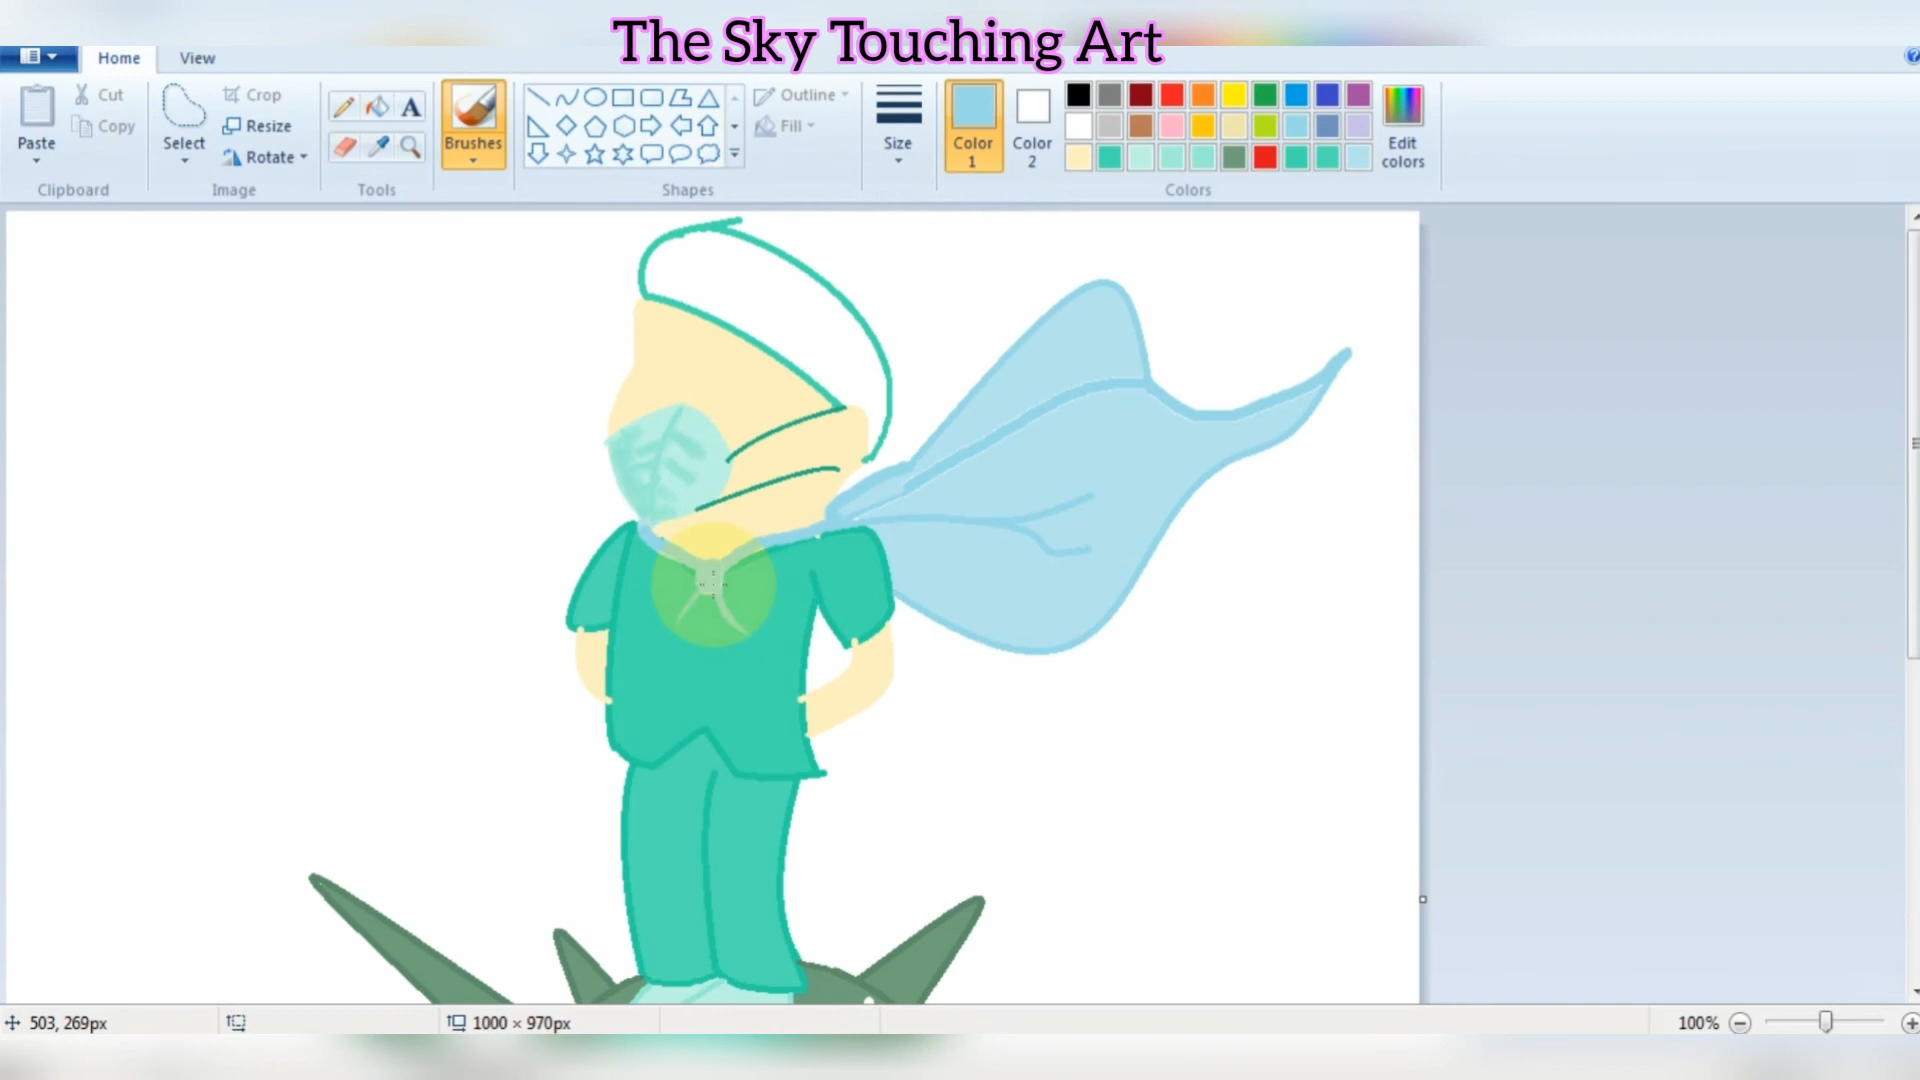 The Sky Touching Art
Home View
Cut
Copy
Paste
Clipboard
Select
Crop
Resize
Rotate
Image
A
Tools
Brushes
Shapes
Outline
Fill
Size
Color 1
Color 2
Edit colors
Colors
503, 269px
1000 × 970px
100%